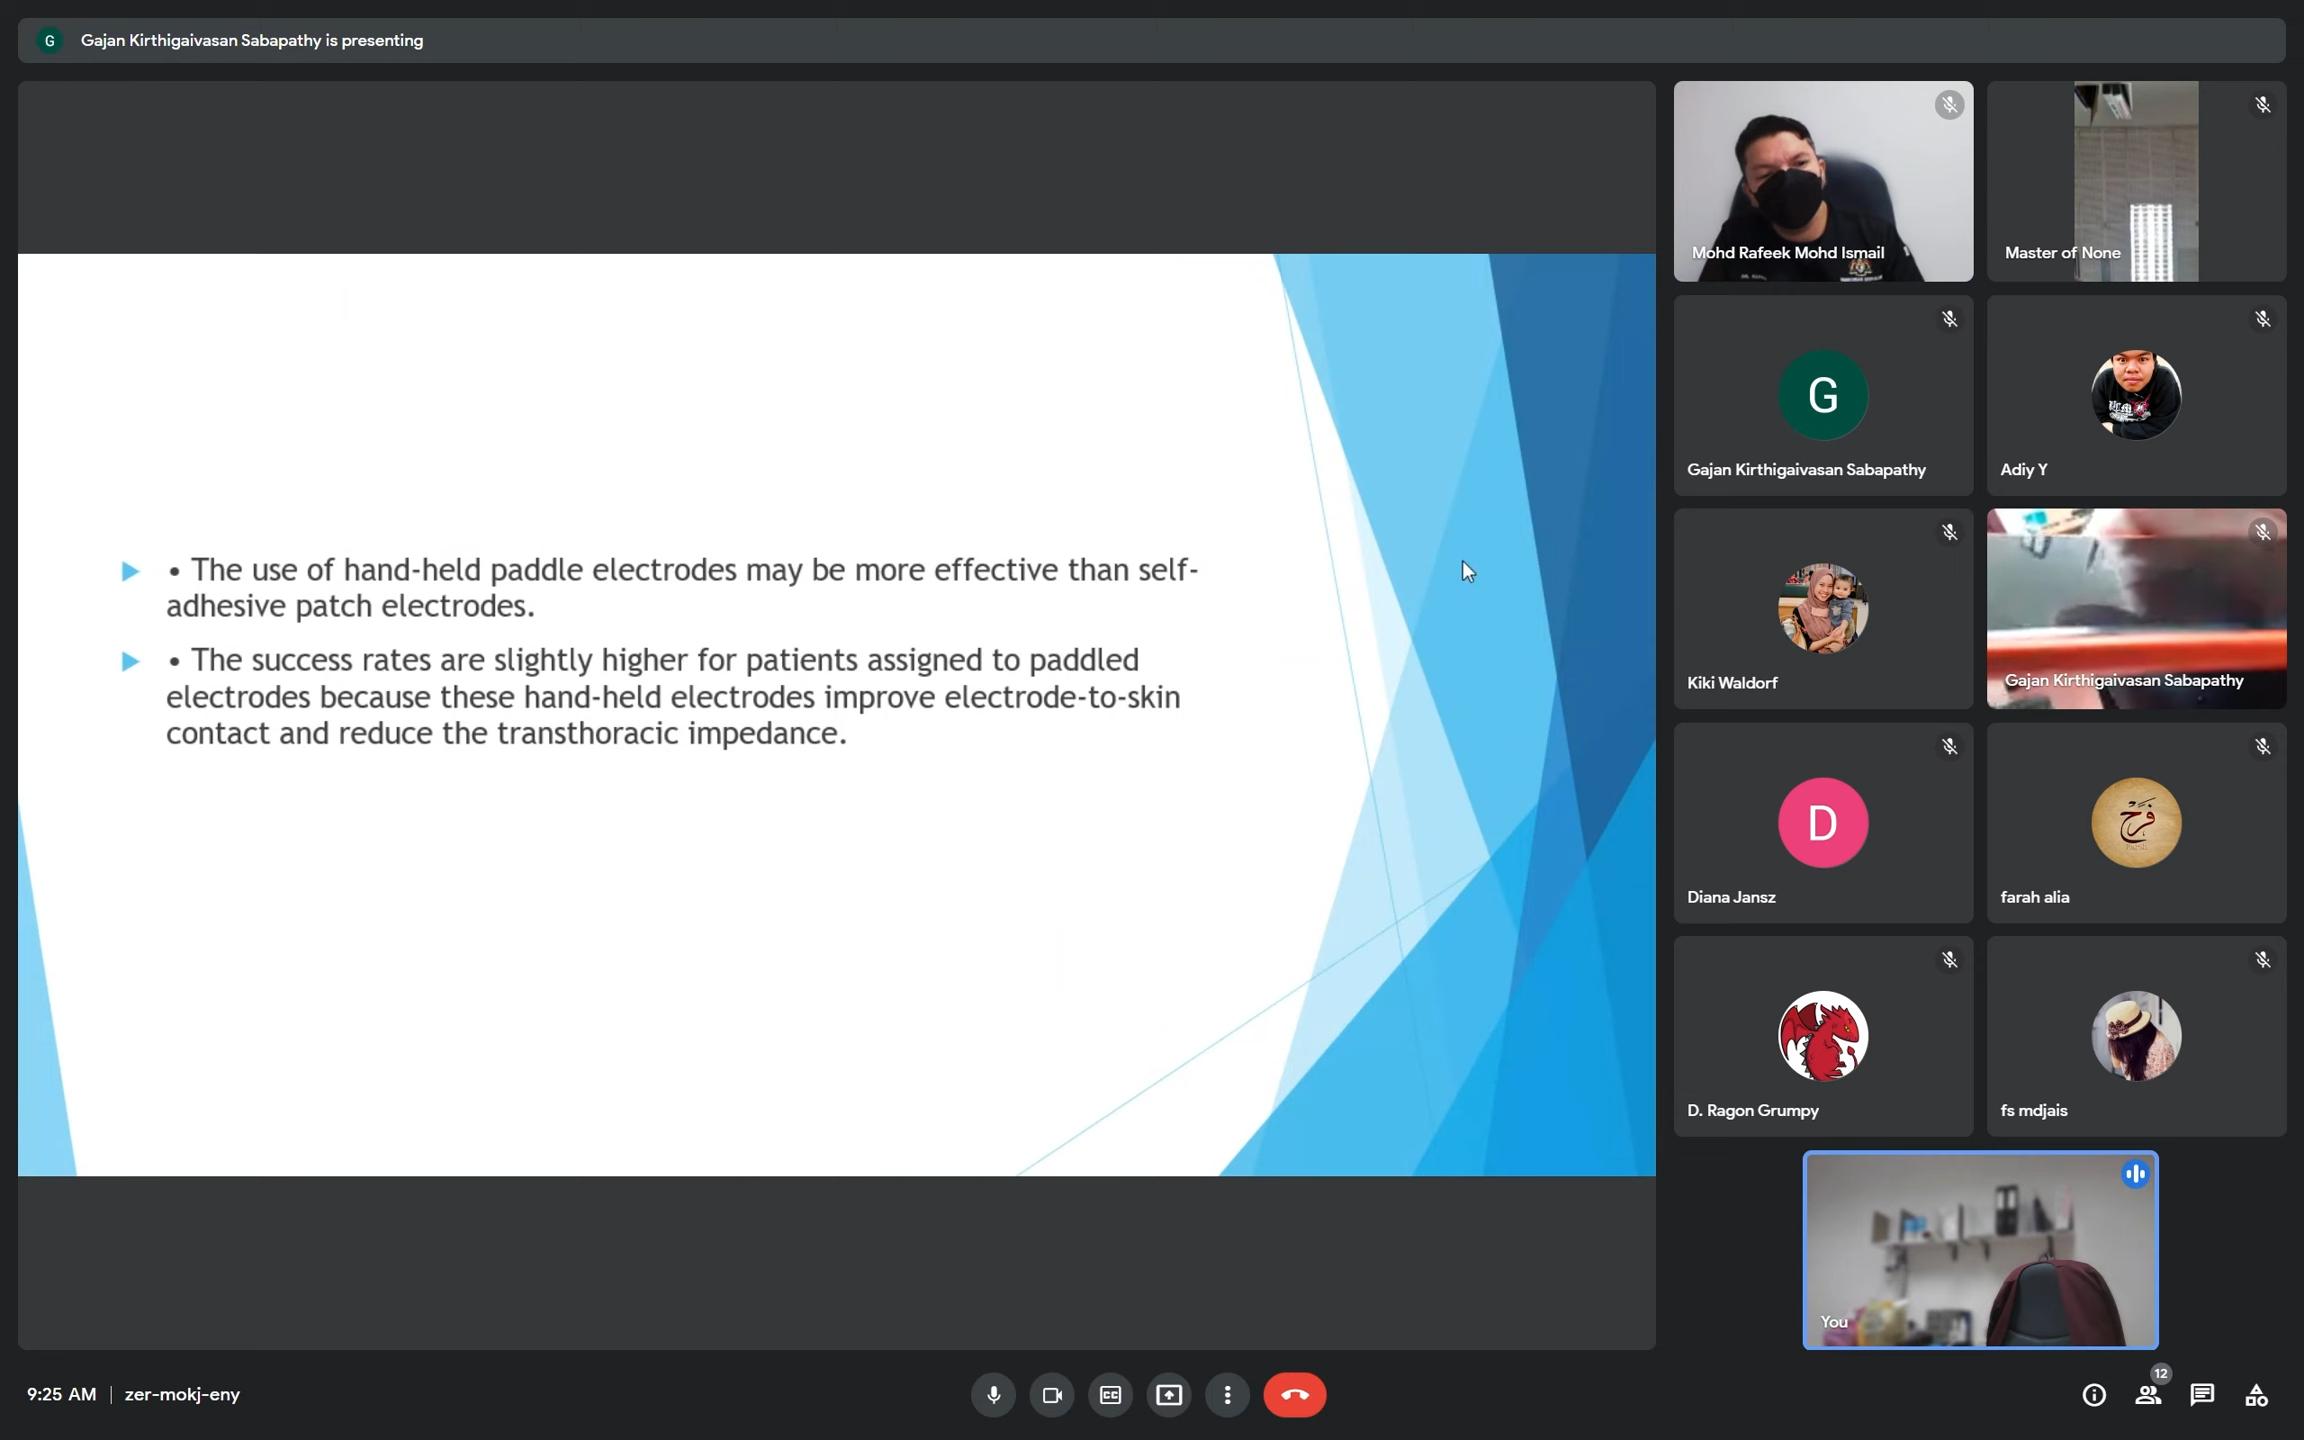 G Gajan Kirthigaivasan Sabapathy is presenting
• The use of hand-held paddle electrodes may be more effective than self-
adhesive patch electrodes.
• The success rates are slightly higher for patients assigned to paddled
electrodes because these hand-held electrodes improve electrode-to-skin
contact and reduce the transthoracic impedance.
Mohd Rafeek Mohd Ismail
Master of None
G
Gajan Kirthigaivasan Sabapathy
Adiy Y
Kiki Waldorf
Gajan Kirthigaivasan Sabapathy
D
Diana Jansz
فرح
farah alia
D. Ragon Grumpy
fs mdjais
You
9:25 AM | zer-mokj-eny
CC
12